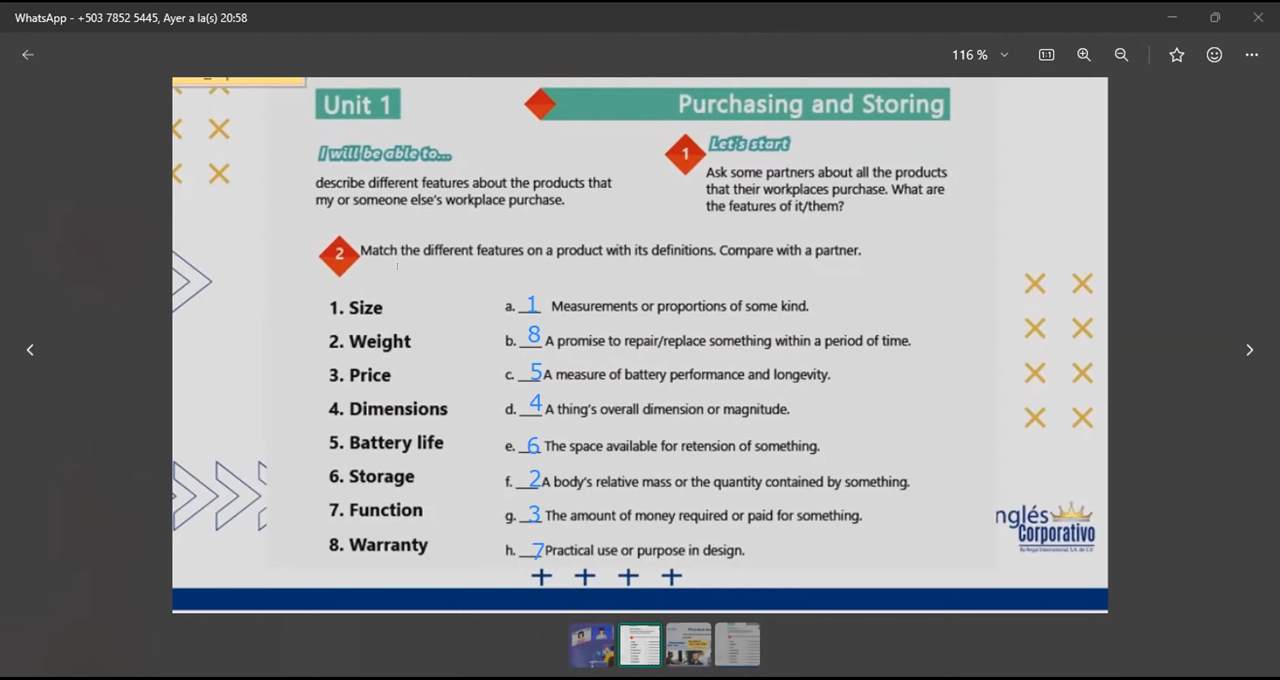 WhatsApp - +503 7852 5445, Ayer a la(s) 20:58
116 %
1:1
Unit 1
Purchasing and Storing
I will be able to...
describe different features about the products that
my or someone else's workplace purchase.
1
Let's start
Ask some partners about all the products
that their workplaces purchase. What are
the features of it/them?
2 Match the different features on a product with its definitions. Compare with a partner.
1. Size
2. Weight
3. Price
4. Dimensions
5. Battery life
6. Storage
7. Function
8. Warranty
a. 1 Measurements or proportions of some kind.
b. 8 A promise to repair/replace something within a period of time.
c. 5 A measure of battery performance and longevity.
d. 4 A thing's overall dimension or magnitude.
e. 6 The space available for retension of something.
f. 2 A body's relative mass or the quantity contained by something.
g. 3 The amount of money required or paid for something.
h. 7 Practical use or purpose in design.
nglés
Corporativo